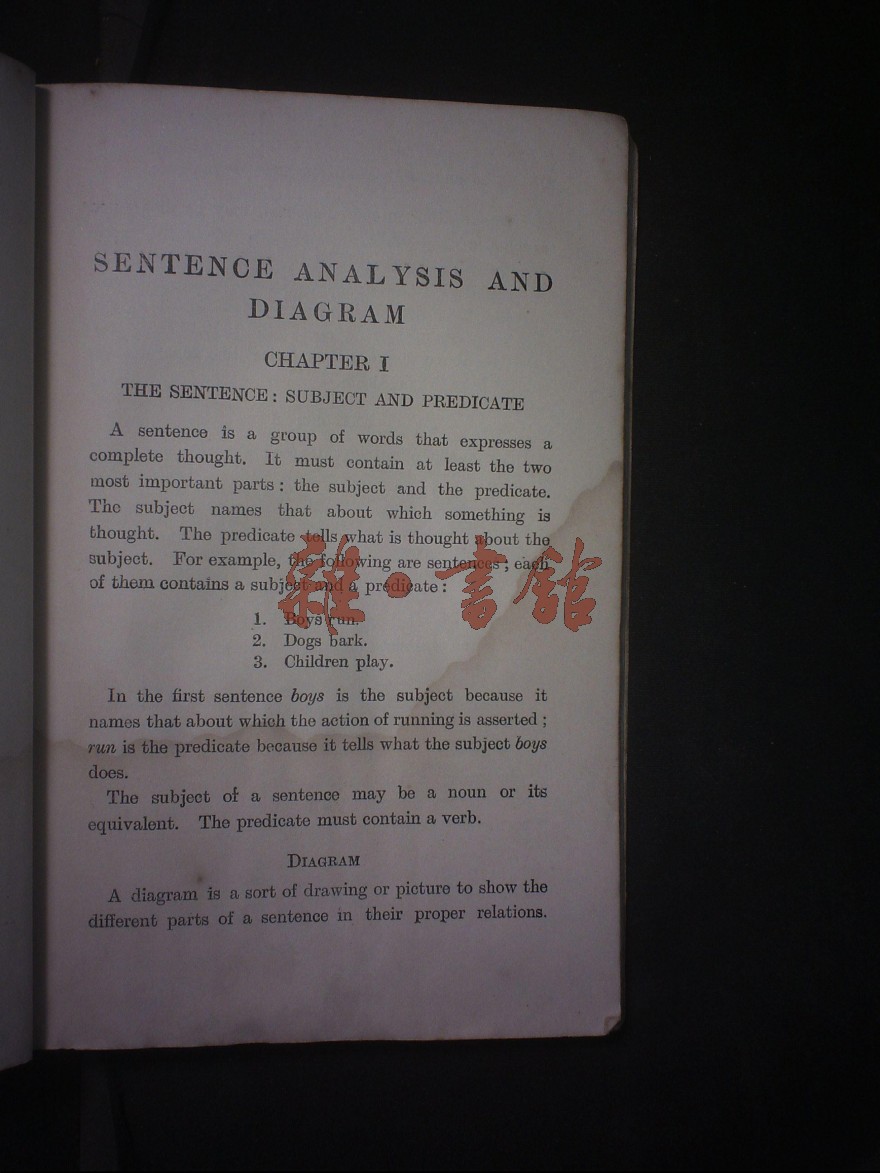 SENTENCE ANALYSIS AND
DIAGRAM
CHAPTER I
THE SENTENCE: SUBJECT AND PREDICATE
A sentence is a group of words that expresses a
complete thought. It must contain at least the two
most important parts: the subject and the predicate.
The subject names that about which something is
thought. The predicate tells what is thought about the
subject. For example, the following are sentences; each
of them contains a subject and a predicate:
雜·書館
1. Boys run.
2. Dogs bark.
3. Children play.
In the first sentence boys is the subject because it
names that about which the action of running is asserted;
run is the predicate because it tells what the subject boys
does.
The subject of a sentence may be a noun or its
equivalent. The predicate must contain a verb.
DIAGRAM
A diagram is a sort of drawing or picture to show the
different parts of a sentence in their proper relations.